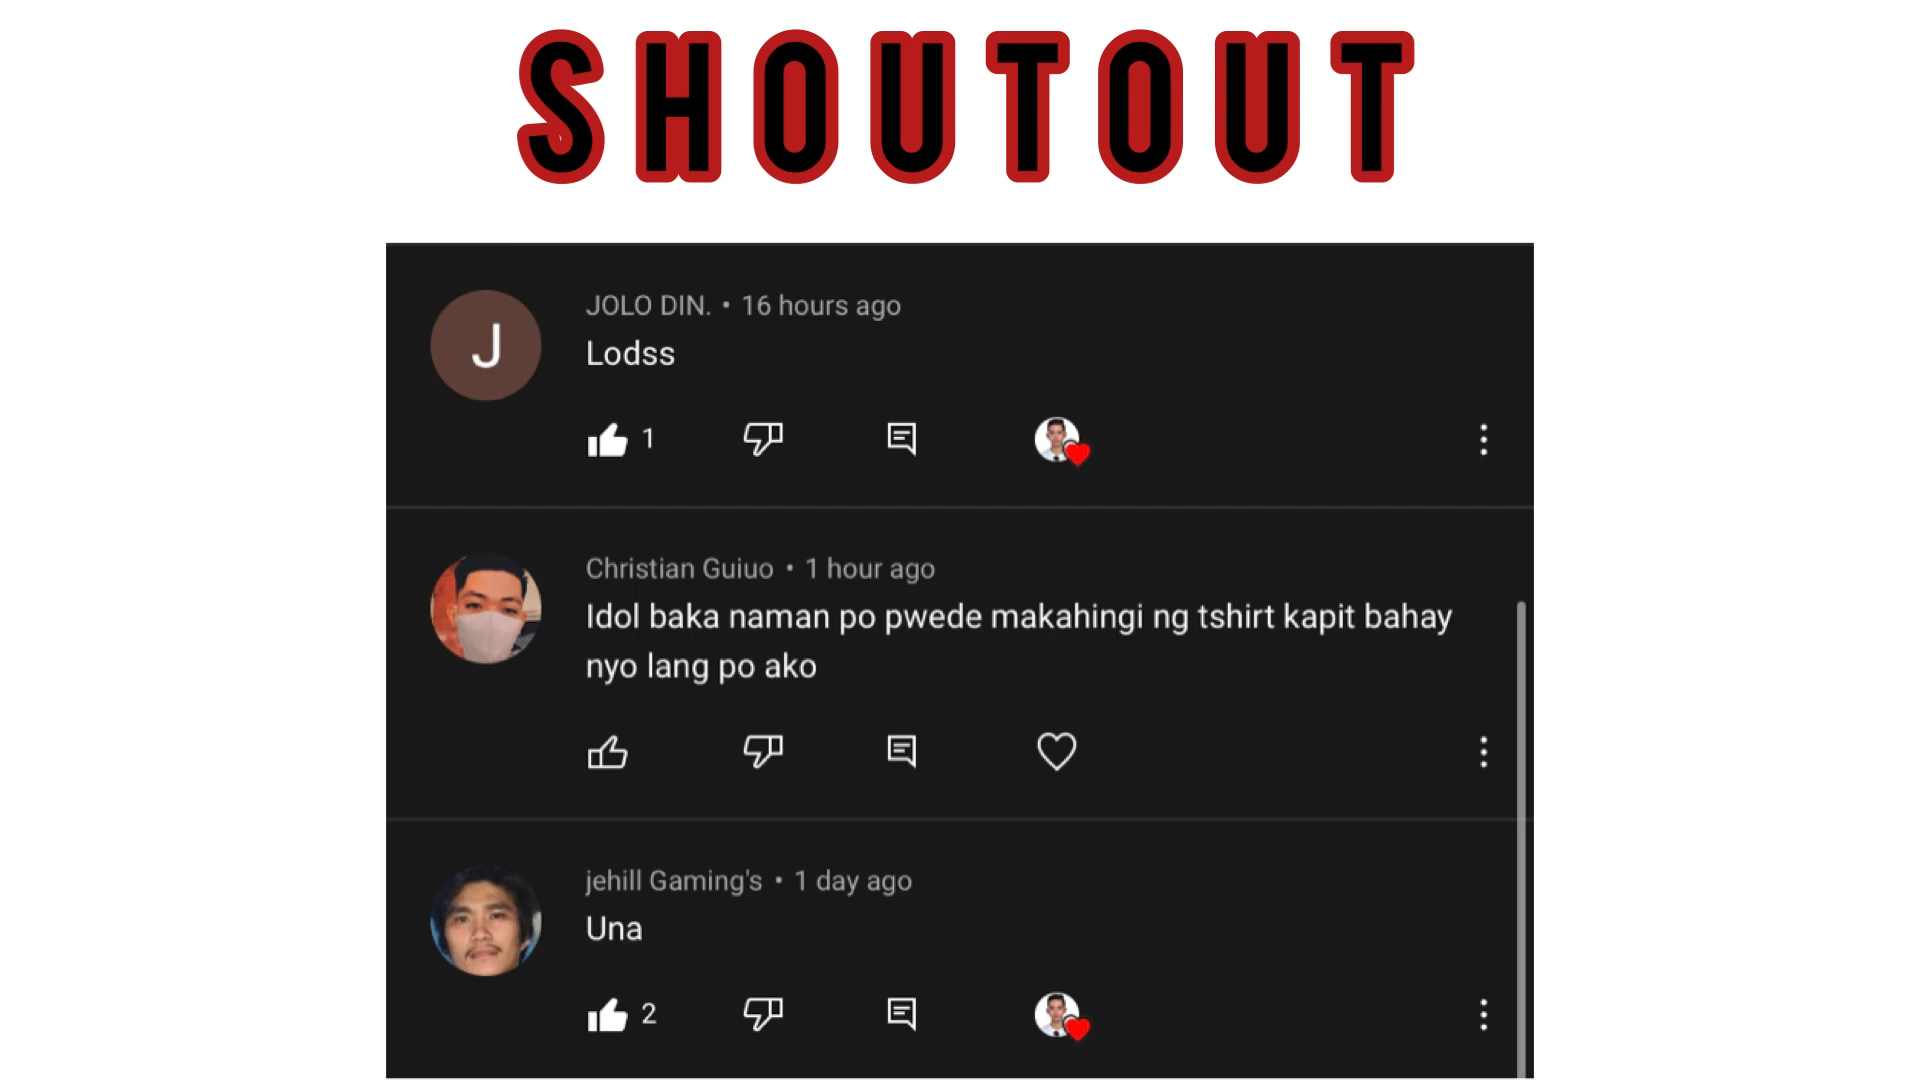 SHOUTOUT
J
JOLO DIN. • 16 hours ago
Lodss
1
Christian Guiuo • 1 hour ago
Idol baka naman po pwede makahingi ng tshirt kapit bahay
nyo lang po ako
jehill Gaming's • 1 day ago
Una
2